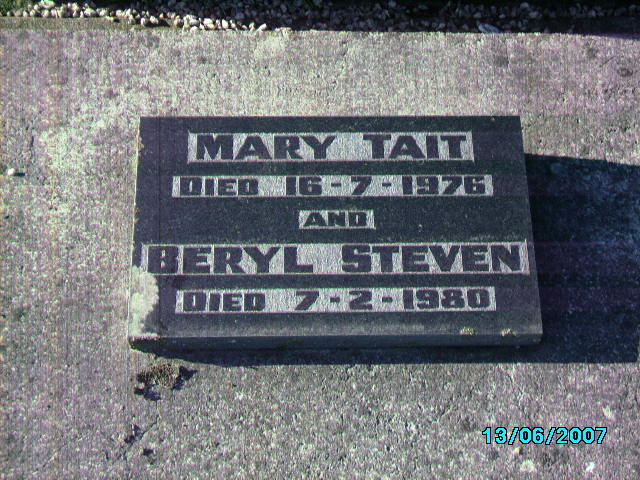 MARY TAIT
DIED 16-7-1976
AND
BERYL STEVEN
DIED 7-2-1980
13/06/2007